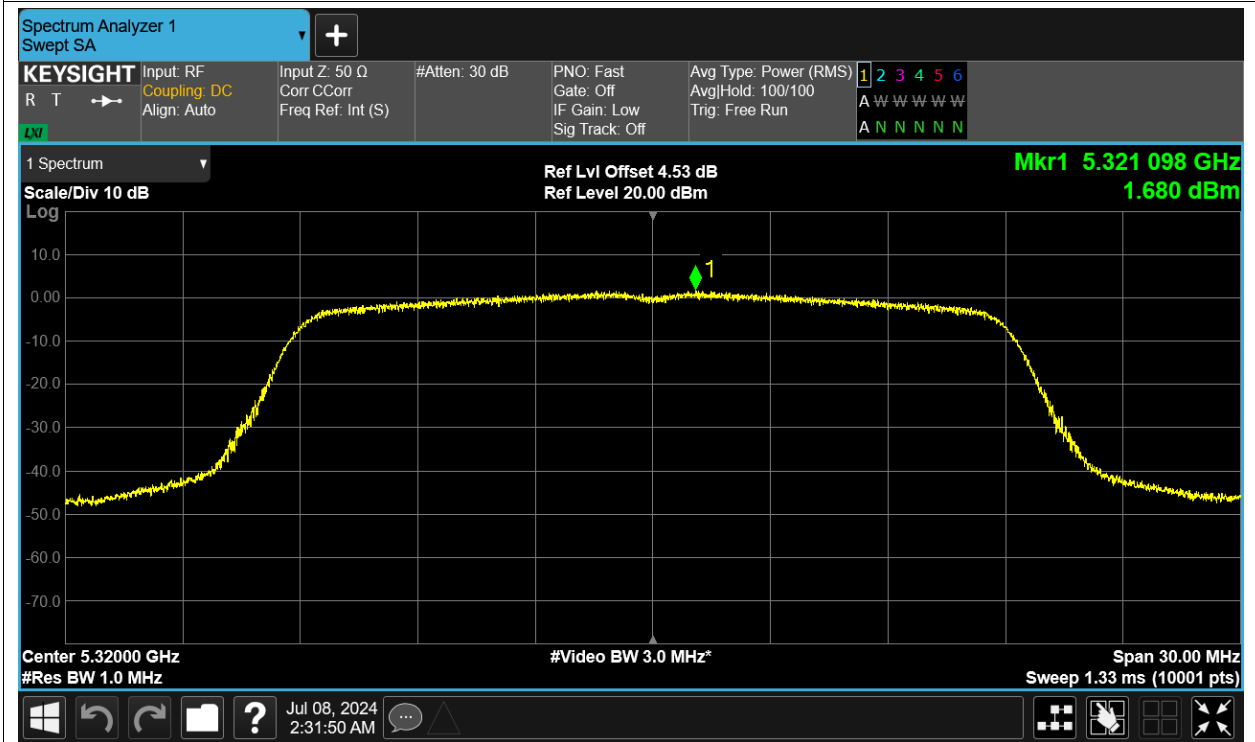 Spectrum Analyzer 1
Swept SA
KEYSIGHT
R T
LXI
Input: RF
Coupling: DC
Align: Auto
Input Z: 50 Ω
Corr CCorr
Freq Ref: Int (S)
#Atten: 30 dB
PNO: Fast
Gate: Off
IF Gain: Low
Sig Track: Off
Avg Type: Power (RMS)
Avg|Hold: 100/100
Trig: Free Run
1 2 3 4 5 6
A W W W W W
A N N N N N
1 Spectrum
Scale/Div 10 dB
Log
Ref Lvl Offset 4.53 dB
Ref Level 20.00 dBm
Mkr1 5.321 098 GHz
1.680 dBm
10.0
0.00
-10.0
-20.0
-30.0
-40.0
-50.0
-60.0
-70.0
1
Center 5.32000 GHz
#Res BW 1.0 MHz
#Video BW 3.0 MHz*
Span 30.00 MHz
Sweep 1.33 ms (10001 pts)
?
Jul 08, 2024
2:31:50 AM